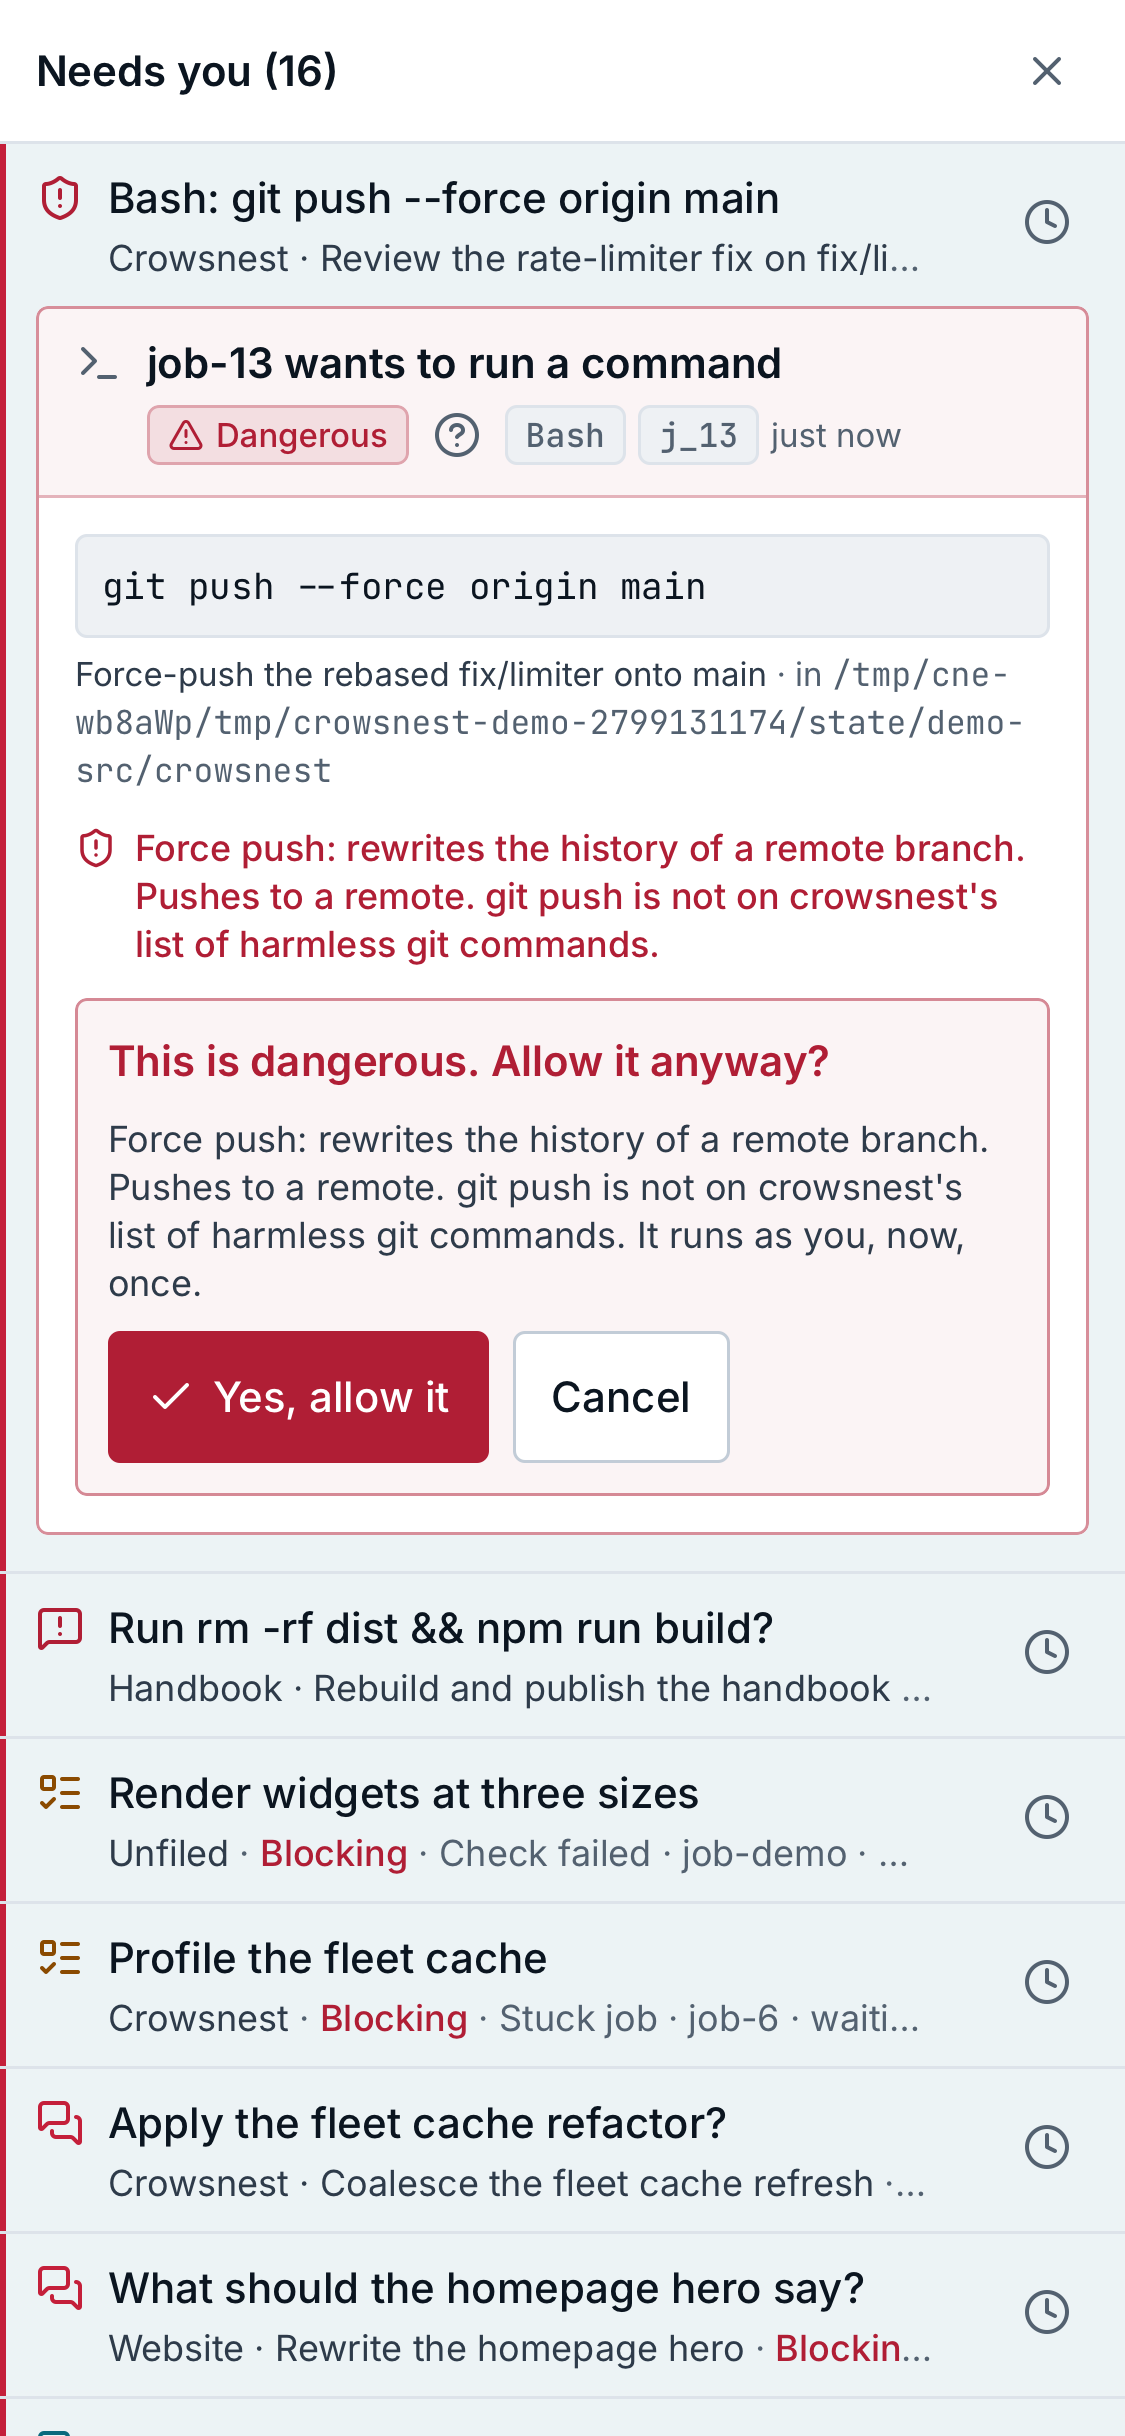 Needs you (16)
Bash: git push --force origin main
Crowsnest · Review the rate-limiter fix on fix/li...
job-13 wants to run a command
Dangerous
Bash
j_13
just now
git push --force origin main
Force-push the rebased fix/limiter onto main · in /tmp/cne-
wb8aWp/tmp/crowsnest-demo-2799131174/state/demo-
src/crowsnest
Force push: rewrites the history of a remote branch.
Pushes to a remote. git push is not on crowsnest's
list of harmless git commands.
This is dangerous. Allow it anyway?
Force push: rewrites the history of a remote branch.
Pushes to a remote. git push is not on crowsnest's
list of harmless git commands. It runs as you, now,
once.
Yes, allow it
Cancel
Run rm -rf dist && npm run build?
Handbook · Rebuild and publish the handbook ...
Render widgets at three sizes
Unfiled · Blocking · Check failed · job-demo · ...
Profile the fleet cache
Crowsnest · Blocking · Stuck job · job-6 · waiti...
Apply the fleet cache refactor?
Crowsnest · Coalesce the fleet cache refresh ·...
What should the homepage hero say?
Website · Rewrite the homepage hero · Blockin...